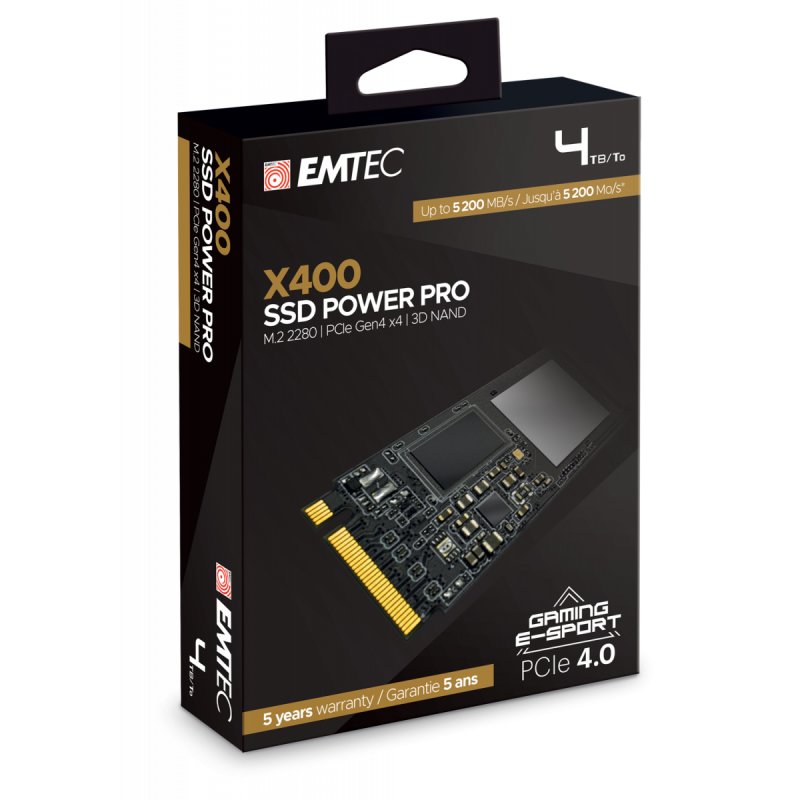 EMTEC
4TB/To
Up to 5 200 MB/s / Jusqu'à 5 200 Mo/s*
X400
SSD POWER PRO
M.2 2280 | PCIe Gen4 x4 | 3D NAND
GAMING
E-SPORT
PCIe 4.0
5 years warranty / Garantie 5 ans
X400
SSD POWER PRO
M.2 2280 | PCIe Gen4 x4 | 3D NAND
EMTEC
4TB/To